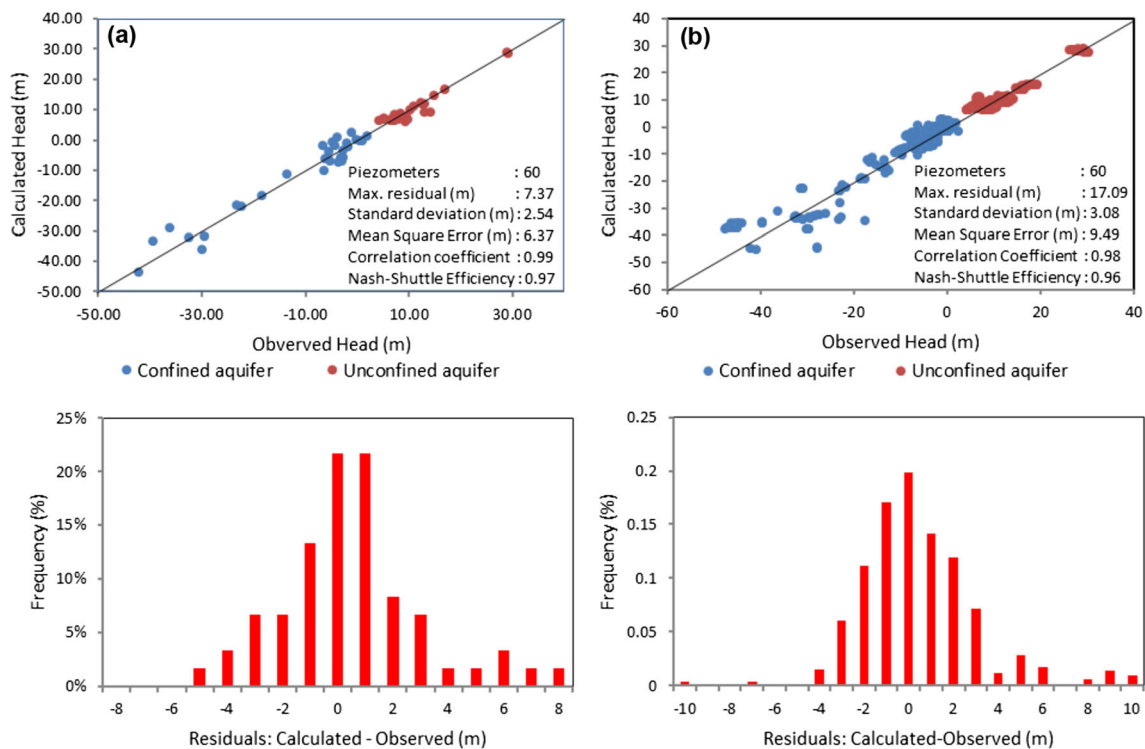 (a)
Calculated Head (m)
40.00
30.00
20.00
10.00
0.00
-10.00
-20.00
-30.00
-40.00
-50.00
Piezometers : 60
Max. residual (m) : 7.37
Standard deviation (m) : 2.54
Mean Square Error (m) : 6.37
Correlation coefficient : 0.99
Nash-Shuttle Efficiency : 0.97
-50.00 -30.00 -10.00 10.00 30.00
Obverved Head (m)
Confined aquifer Unconfined aquifer
(b)
Calculated Head (m)
40
30
20
10
0
-10
-20
-30
-40
-50
-60
Piezometers : 60
Max. residual (m) : 17.09
Standard deviation (m) : 3.08
Mean Square Error (m) : 9.49
Correlation Coefficient : 0.98
Nash-Shuttle Efficiency : 0.96
-60 -40 -20 0 20 40
Observed Head (m)
Confined aquifer Unconfined aquifer
Frequency (%)
25%
20%
15%
10%
5%
0%
-8 -6 -4 -2 0 2 4 6 8
Residuals: Calculated - Observed (m)
Frequency (%)
0.25
0.2
0.15
0.1
0.05
0
-10 -8 -6 -4 -2 0 2 4 6 8 10
Residuals: Calculated-Observed (m)